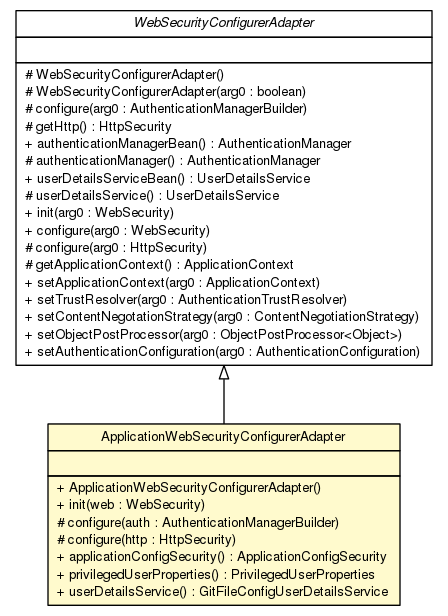 WebSecurityConfigurerAdapter
# WebSecurityConfigurerAdapter()
# WebSecurityConfigurerAdapter(arg0 : boolean)
# configure(arg0 : AuthenticationManagerBuilder)
# getHttp() : HttpSecurity
+ authenticationManagerBean() : AuthenticationManager
# authenticationManager() : AuthenticationManager
+ userDetailsServiceBean() : UserDetailsService
# userDetailsService() : UserDetailsService
+ init(arg0 : WebSecurity)
+ configure(arg0 : WebSecurity)
# configure(arg0 : HttpSecurity)
# getApplicationContext() : ApplicationContext
+ setApplicationContext(arg0 : ApplicationContext)
+ setTrustResolver(arg0 : AuthenticationTrustResolver)
+ setContentNegotationStrategy(arg0 : ContentNegotiationStrategy)
+ setObjectPostProcessor(arg0 : ObjectPostProcessor<Object>)
+ setAuthenticationConfiguration(arg0 : AuthenticationConfiguration)
ApplicationWebSecurityConfigurerAdapter
+ ApplicationWebSecurityConfigurerAdapter()
+ init(web : WebSecurity)
# configure(auth : AuthenticationManagerBuilder)
# configure(http : HttpSecurity)
+ applicationConfigSecurity() : ApplicationConfigSecurity
+ privilegedUserProperties() : PrivilegedUserProperties
+ userDetailsService() : GitFileConfigUserDetailsService